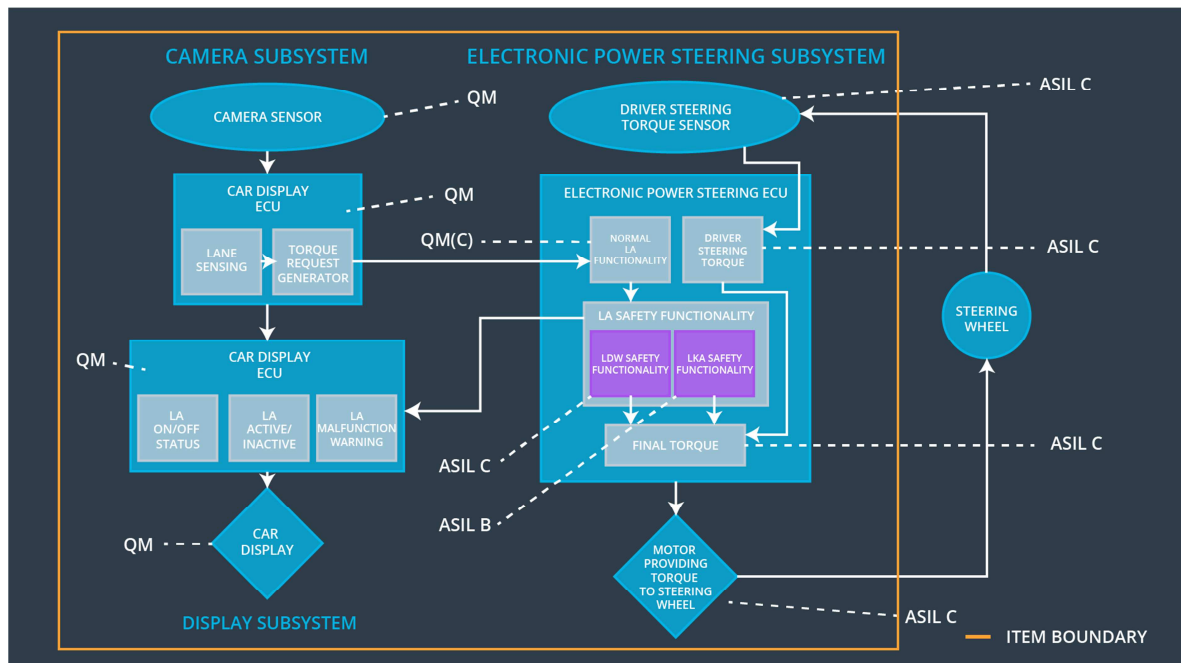 CAMERA SUBSYSTEM
ELECTRONIC POWER STEERING SUBSYSTEM
CAMERA SENSOR
QM
DRIVER STEERING
TORQUE SENSOR
ASIL C
CAR DISPLAY
ECU
QM
LANE
SENSING
TORQUE
REQUEST
GENERATOR
ELECTRONIC POWER STEERING ECU
QM(C)
NORMAL
LA
FUNCTIONALITY
DRIVER
STEERING
TORQUE
ASIL C
STEERING
WHEEL
LA SAFETY FUNCTIONALITY
LDW SAFETY
FUNCTIONALITY
LKA SAFETY
FUNCTIONALITY
QM
CAR DISPLAY
ECU
LA
ON/OFF
STATUS
LA
ACTIVE/
INACTIVE
LA
MALFUNCTION
WARNING
FINAL TORQUE
ASIL C
ASIL C
ASIL B
QM
CAR
DISPLAY
MOTOR
PROVIDING
TORQUE
TO STEERING
WHEEL
ASIL C
DISPLAY SUBSYSTEM
ITEM BOUNDARY